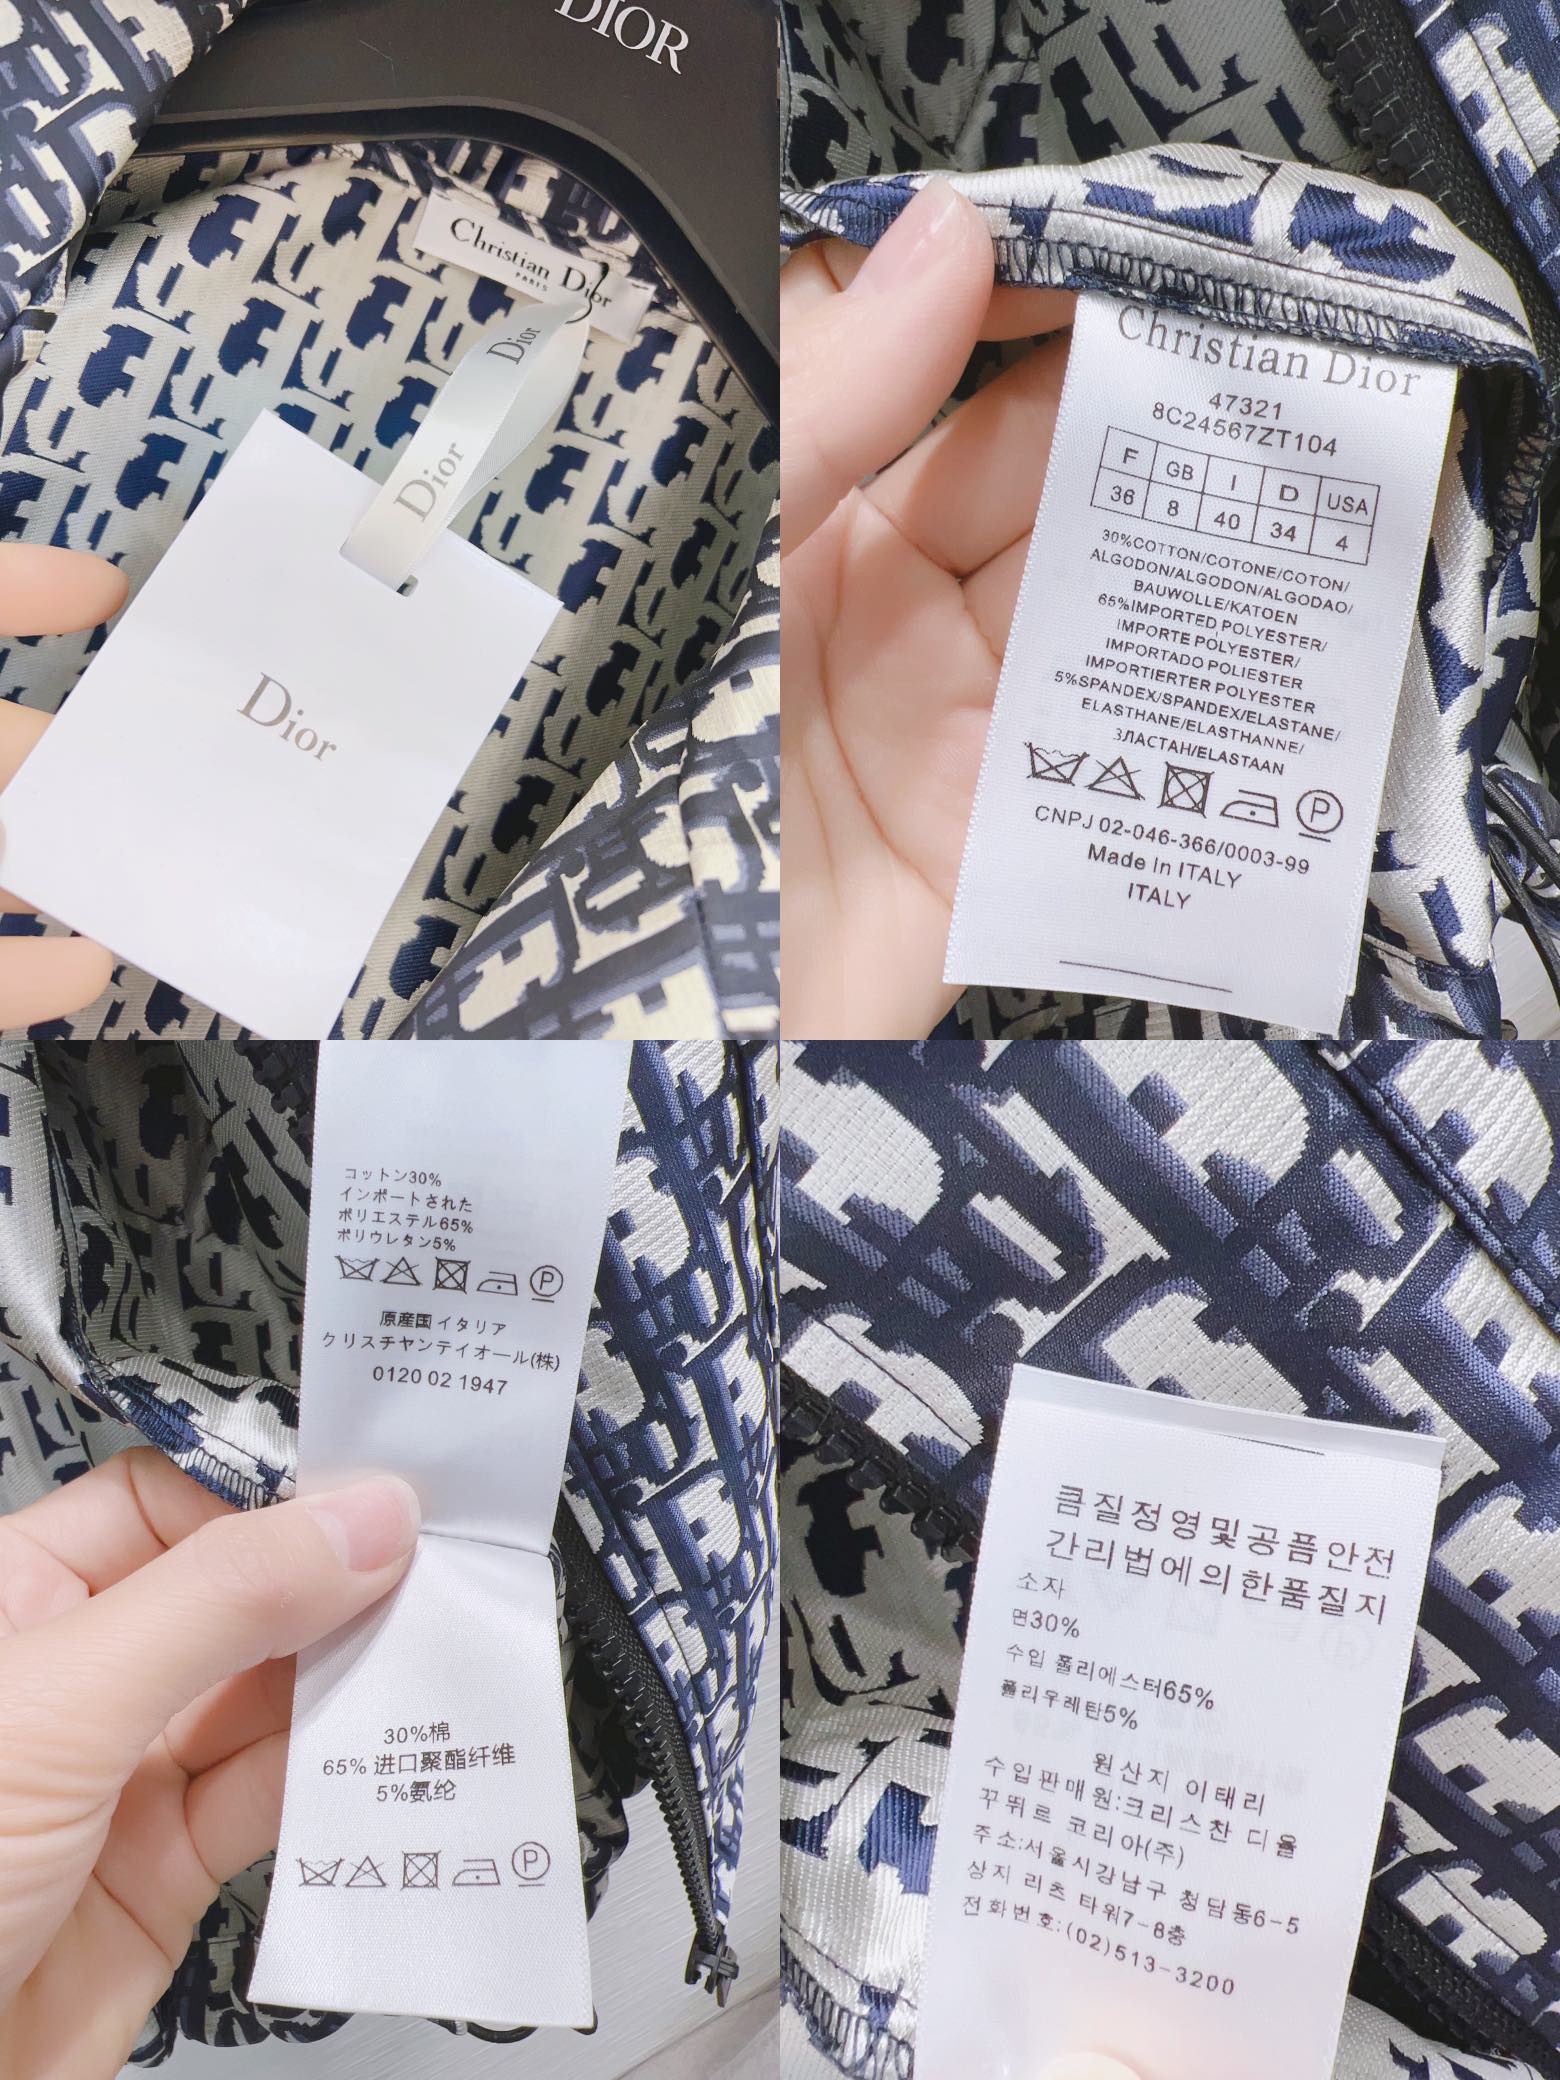 DIOR
Christian Dior
PARIS
Dior
Dior
Dior
Christian Dior
47321
8C24567ZT104
F GB I D USA
36 8 40 34 4
30%COTTON/COTONE/COTON/
ALGODON/ALGODON/ALGODAO/
BAUWOLLE/KATOEN
65%IMPORTED POLYESTER/
IMPORTE POLYESTER/
IMPORTADO POLIESTER
IMPORTIERTER POLYESTER
5%SPANDEX/SPANDEX/ELASTANE/
ELASTHANE/ELASTHANNE/
ЗЛАСТАН/ELASTAAN
P
CNPJ 02-046-366/0003-99
Made In ITALY
ITALY
コットン30%
インポートされた
ポリエステル65%
ポリウレタン5%
P
原産国 イタリア
クリスチヤンテイオール(株)
0120 02 1947
30%棉
65% 进口聚酯纤维
5%氨纶
P
큼질정영및공품안전
간리법에의한품질지
소자
면30%
수입 폴리에스터65%
폴리우레탄5%
원산지 이태리
수입판매원:크리스찬 디올
꾸뛰르 코리아(주)
주소:서울시강남구 청담동6-5
상지 리츠 타워7-8층
전화번호:(02)513-3200